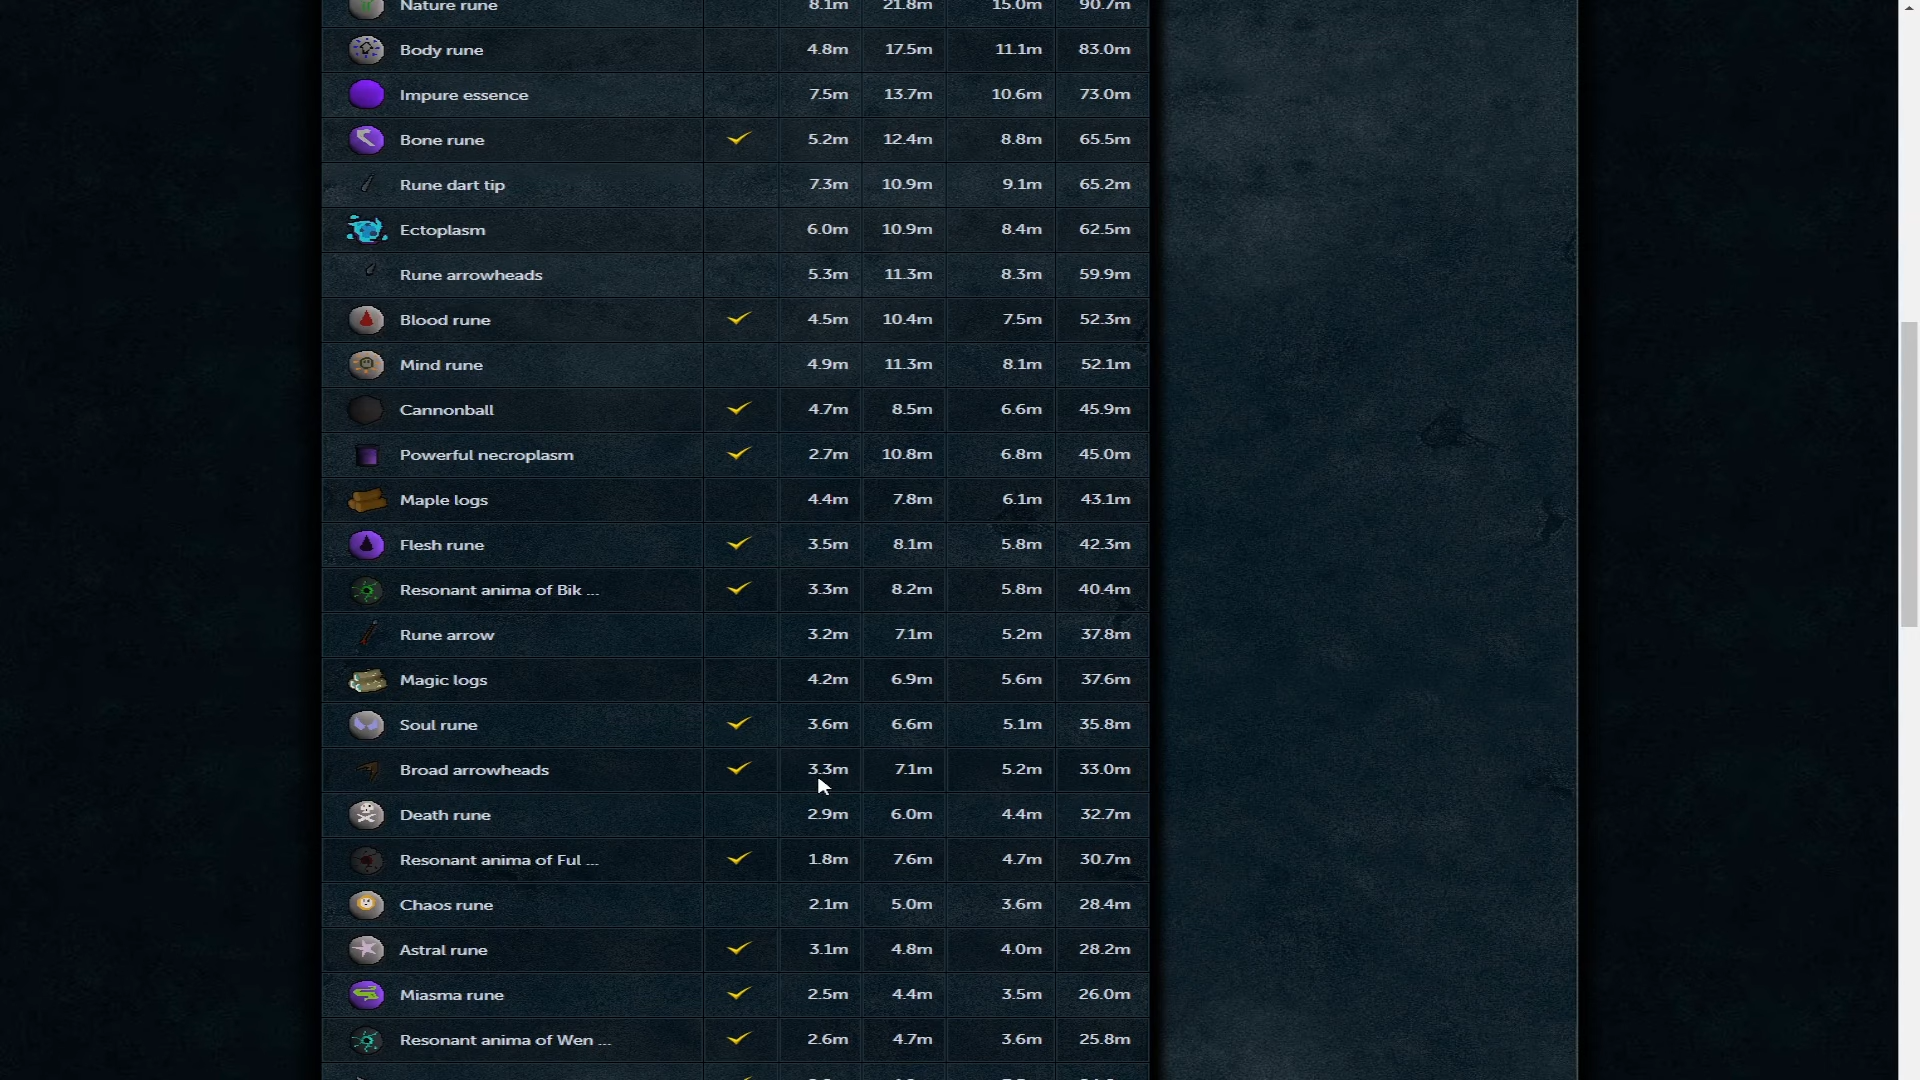 Nature rune 8.1m 21.8m 15.0m 90.7m
Body rune 4.8m 17.5m 11.1m 83.0m
Impure essence 7.5m 13.7m 10.6m 73.0m
Bone rune 5.2m 12.4m 8.8m 65.5m
Rune dart tip 7.3m 10.9m 9.1m 65.2m
Ectoplasm 6.0m 10.9m 8.4m 62.5m
Rune arrowheads 5.3m 11.3m 8.3m 59.9m
Blood rune 4.5m 10.4m 7.5m 52.3m
Mind rune 4.9m 11.3m 8.1m 52.1m
Cannonball 4.7m 8.5m 6.6m 45.9m
Powerful necroplasm 2.7m 10.8m 6.8m 45.0m
Maple logs 4.4m 7.8m 6.1m 43.1m
Flesh rune 3.5m 8.1m 5.8m 42.3m
Resonant anima of Bik ... 3.3m 8.2m 5.8m 40.4m
Rune arrow 3.2m 7.1m 5.2m 37.8m
Magic logs 4.2m 6.9m 5.6m 37.6m
Soul rune 3.6m 6.6m 5.1m 35.8m
Broad arrowheads 3.3m 7.1m 5.2m 33.0m
Death rune 2.9m 6.0m 4.4m 32.7m
Resonant anima of Ful ... 1.8m 7.6m 4.7m 30.7m
Chaos rune 2.1m 5.0m 3.6m 28.4m
Astral rune 3.1m 4.8m 4.0m 28.2m
Miasma rune 2.5m 4.4m 3.5m 26.0m
Resonant anima of Wen ... 2.6m 4.7m 3.6m 25.8m